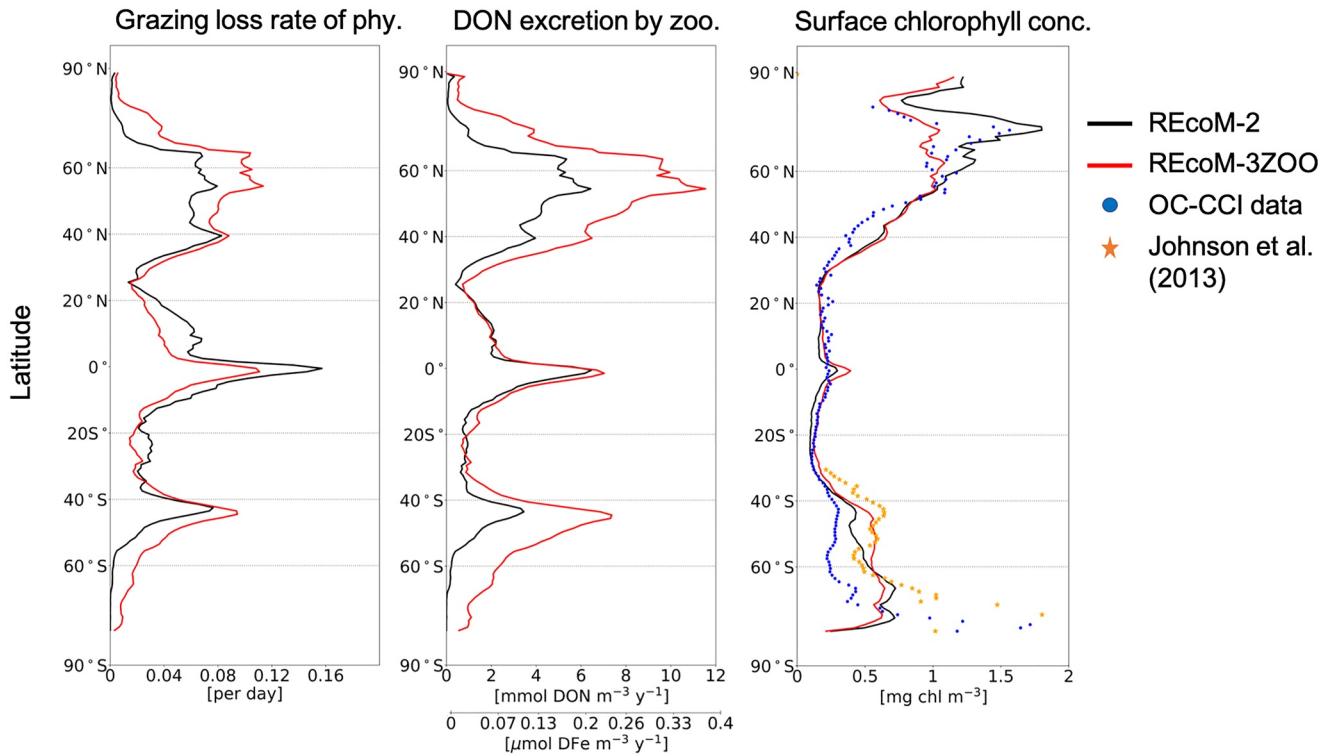 Grazing loss rate of phy.
DON excretion by zoo.
Surface chlorophyll conc.
Latitude
90°N
60°N
40°N
20°N
0°
20S°
40°S
60°S
90°S
0 0.04 0.08 0.12 0.16
[per day]
90°N
60°N
40°N
20°N
0°
20S°
40°S
60°S
90°S
0 2 4 6 8 10 12
[mmol DON m⁻³ y⁻¹]
0 0.07 0.13 0.2 0.26 0.33 0.4
[μmol DFe m⁻³ y⁻¹]
90°N
60°N
40°N
20°N
0°
20S°
40°S
60°S
90°S
0 0.5 1 1.5 2
[mg chl m⁻³]
REcoM-2
REcoM-3ZOO
OC-CCI data
Johnson et al.
(2013)